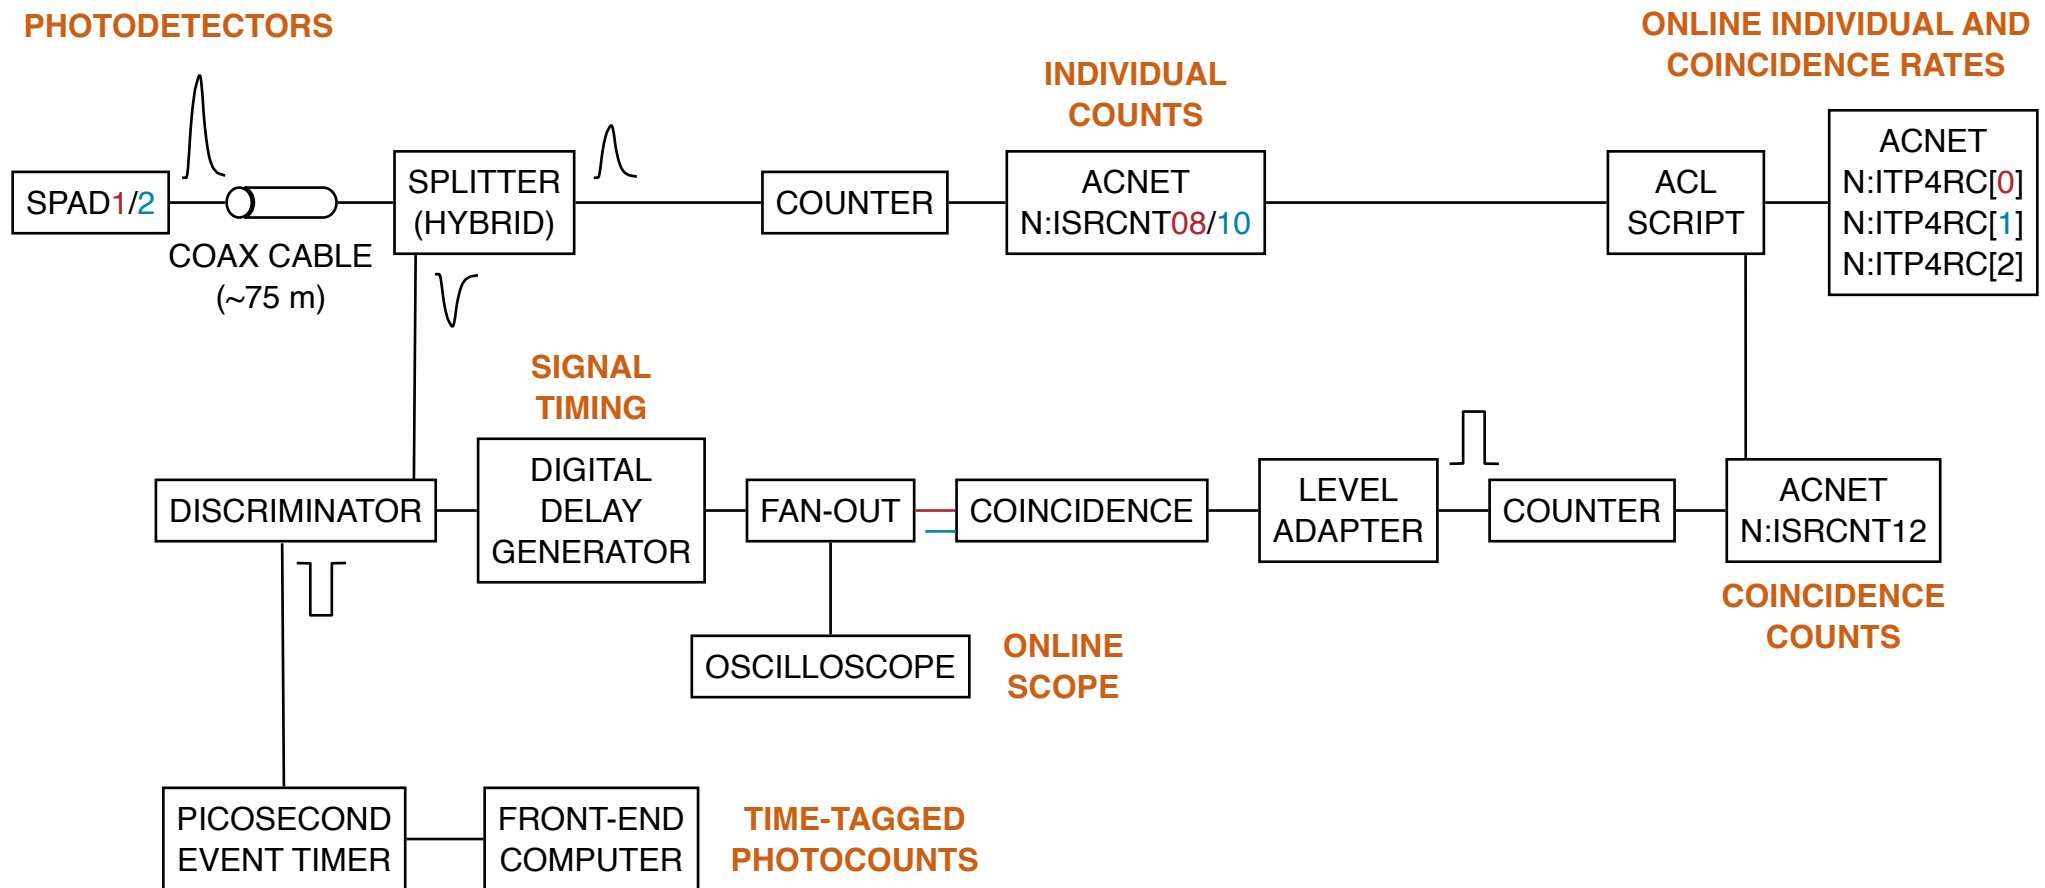 PHOTODETECTORS
ONLINE INDIVIDUAL AND
COINCIDENCE RATES
INDIVIDUAL
COUNTS
SPAD1/2
COAX CABLE
(~75 m)
SPLITTER
(HYBRID)
COUNTER
ACNET
N:ISRCNT08/10
ACL
SCRIPT
ACNET
N:ITP4RC[0]
N:ITP4RC[1]
N:ITP4RC[2]
SIGNAL
TIMING
DISCRIMINATOR
DIGITAL
DELAY
GENERATOR
FAN-OUT
COINCIDENCE
LEVEL
ADAPTER
COUNTER
ACNET
N:ISRCNT12
COINCIDENCE
COUNTS
OSCILLOSCOPE
ONLINE
SCOPE
PICOSECOND
EVENT TIMER
FRONT-END
COMPUTER
TIME-TAGGED
PHOTOCOUNTS